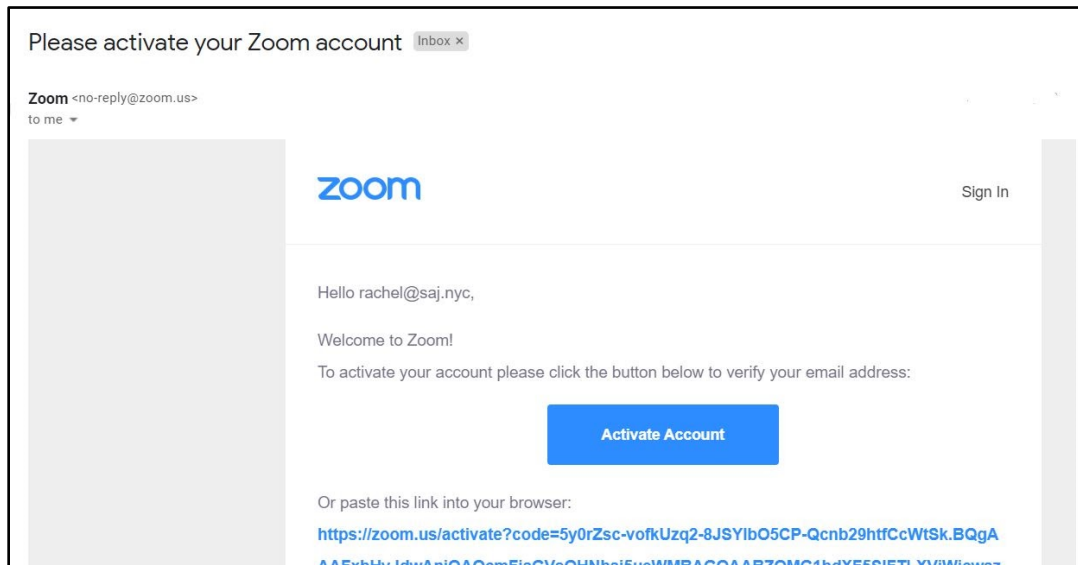 Please activate your Zoom account Inbox ×
Zoom <no-reply@zoom.us>
to me
zoom
Sign In
Hello rachel@saj.nyc,
Welcome to Zoom!
To activate your account please click the button below to verify your email address:
Activate Account
Or paste this link into your browser:
https://zoom.us/activate?code=5y0rZsc-vofkUzq2-8JSYlbO5CP-Qcnb29htfCcWtSk.BQgA